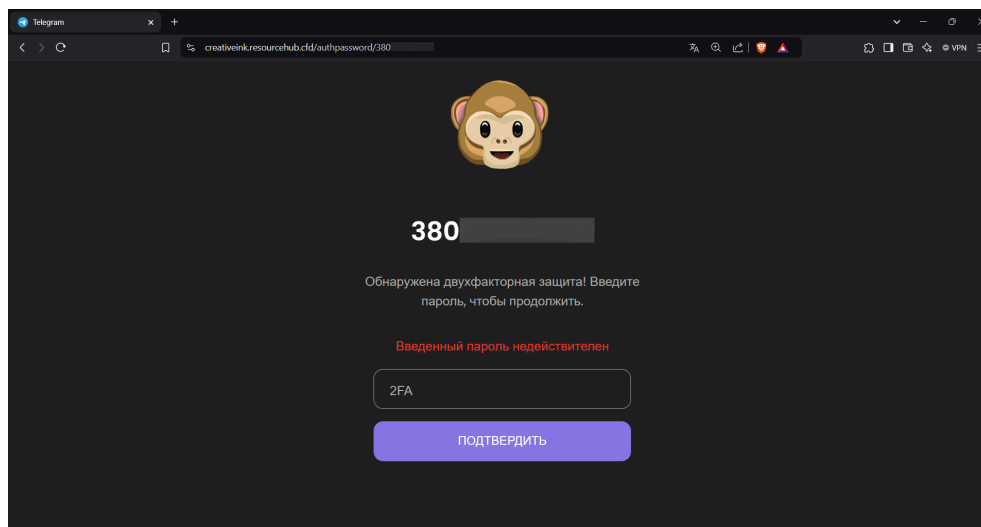 Telegram
creativeink.resourcehub.cfd/authpassword/380
VPN
380
Обнаружена двухфакторная защита! Введите
пароль, чтобы продолжить.
Введенный пароль недействителен
2FA
ПОДТВЕРДИТЬ